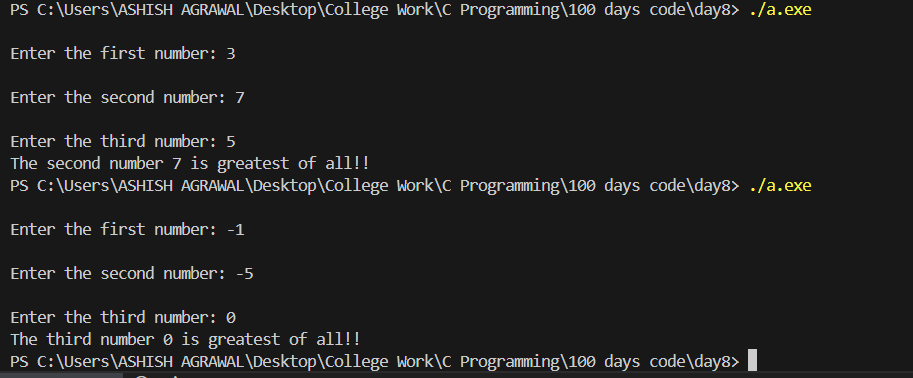 PS C:\Users\ASHISH AGRAWAL\Desktop\College Work\C Programming\100 days code\day8> ./a.exe
Enter the first number: 3
Enter the second number: 7
Enter the third number: 5
The second number 7 is greatest of all!!
PS C:\Users\ASHISH AGRAWAL\Desktop\College Work\C Programming\100 days code\day8> ./a.exe
Enter the first number: -1
Enter the second number: -5
Enter the third number: 0
The third number 0 is greatest of all!!
PS C:\Users\ASHISH AGRAWAL\Desktop\College Work\C Programming\100 days code\day8>